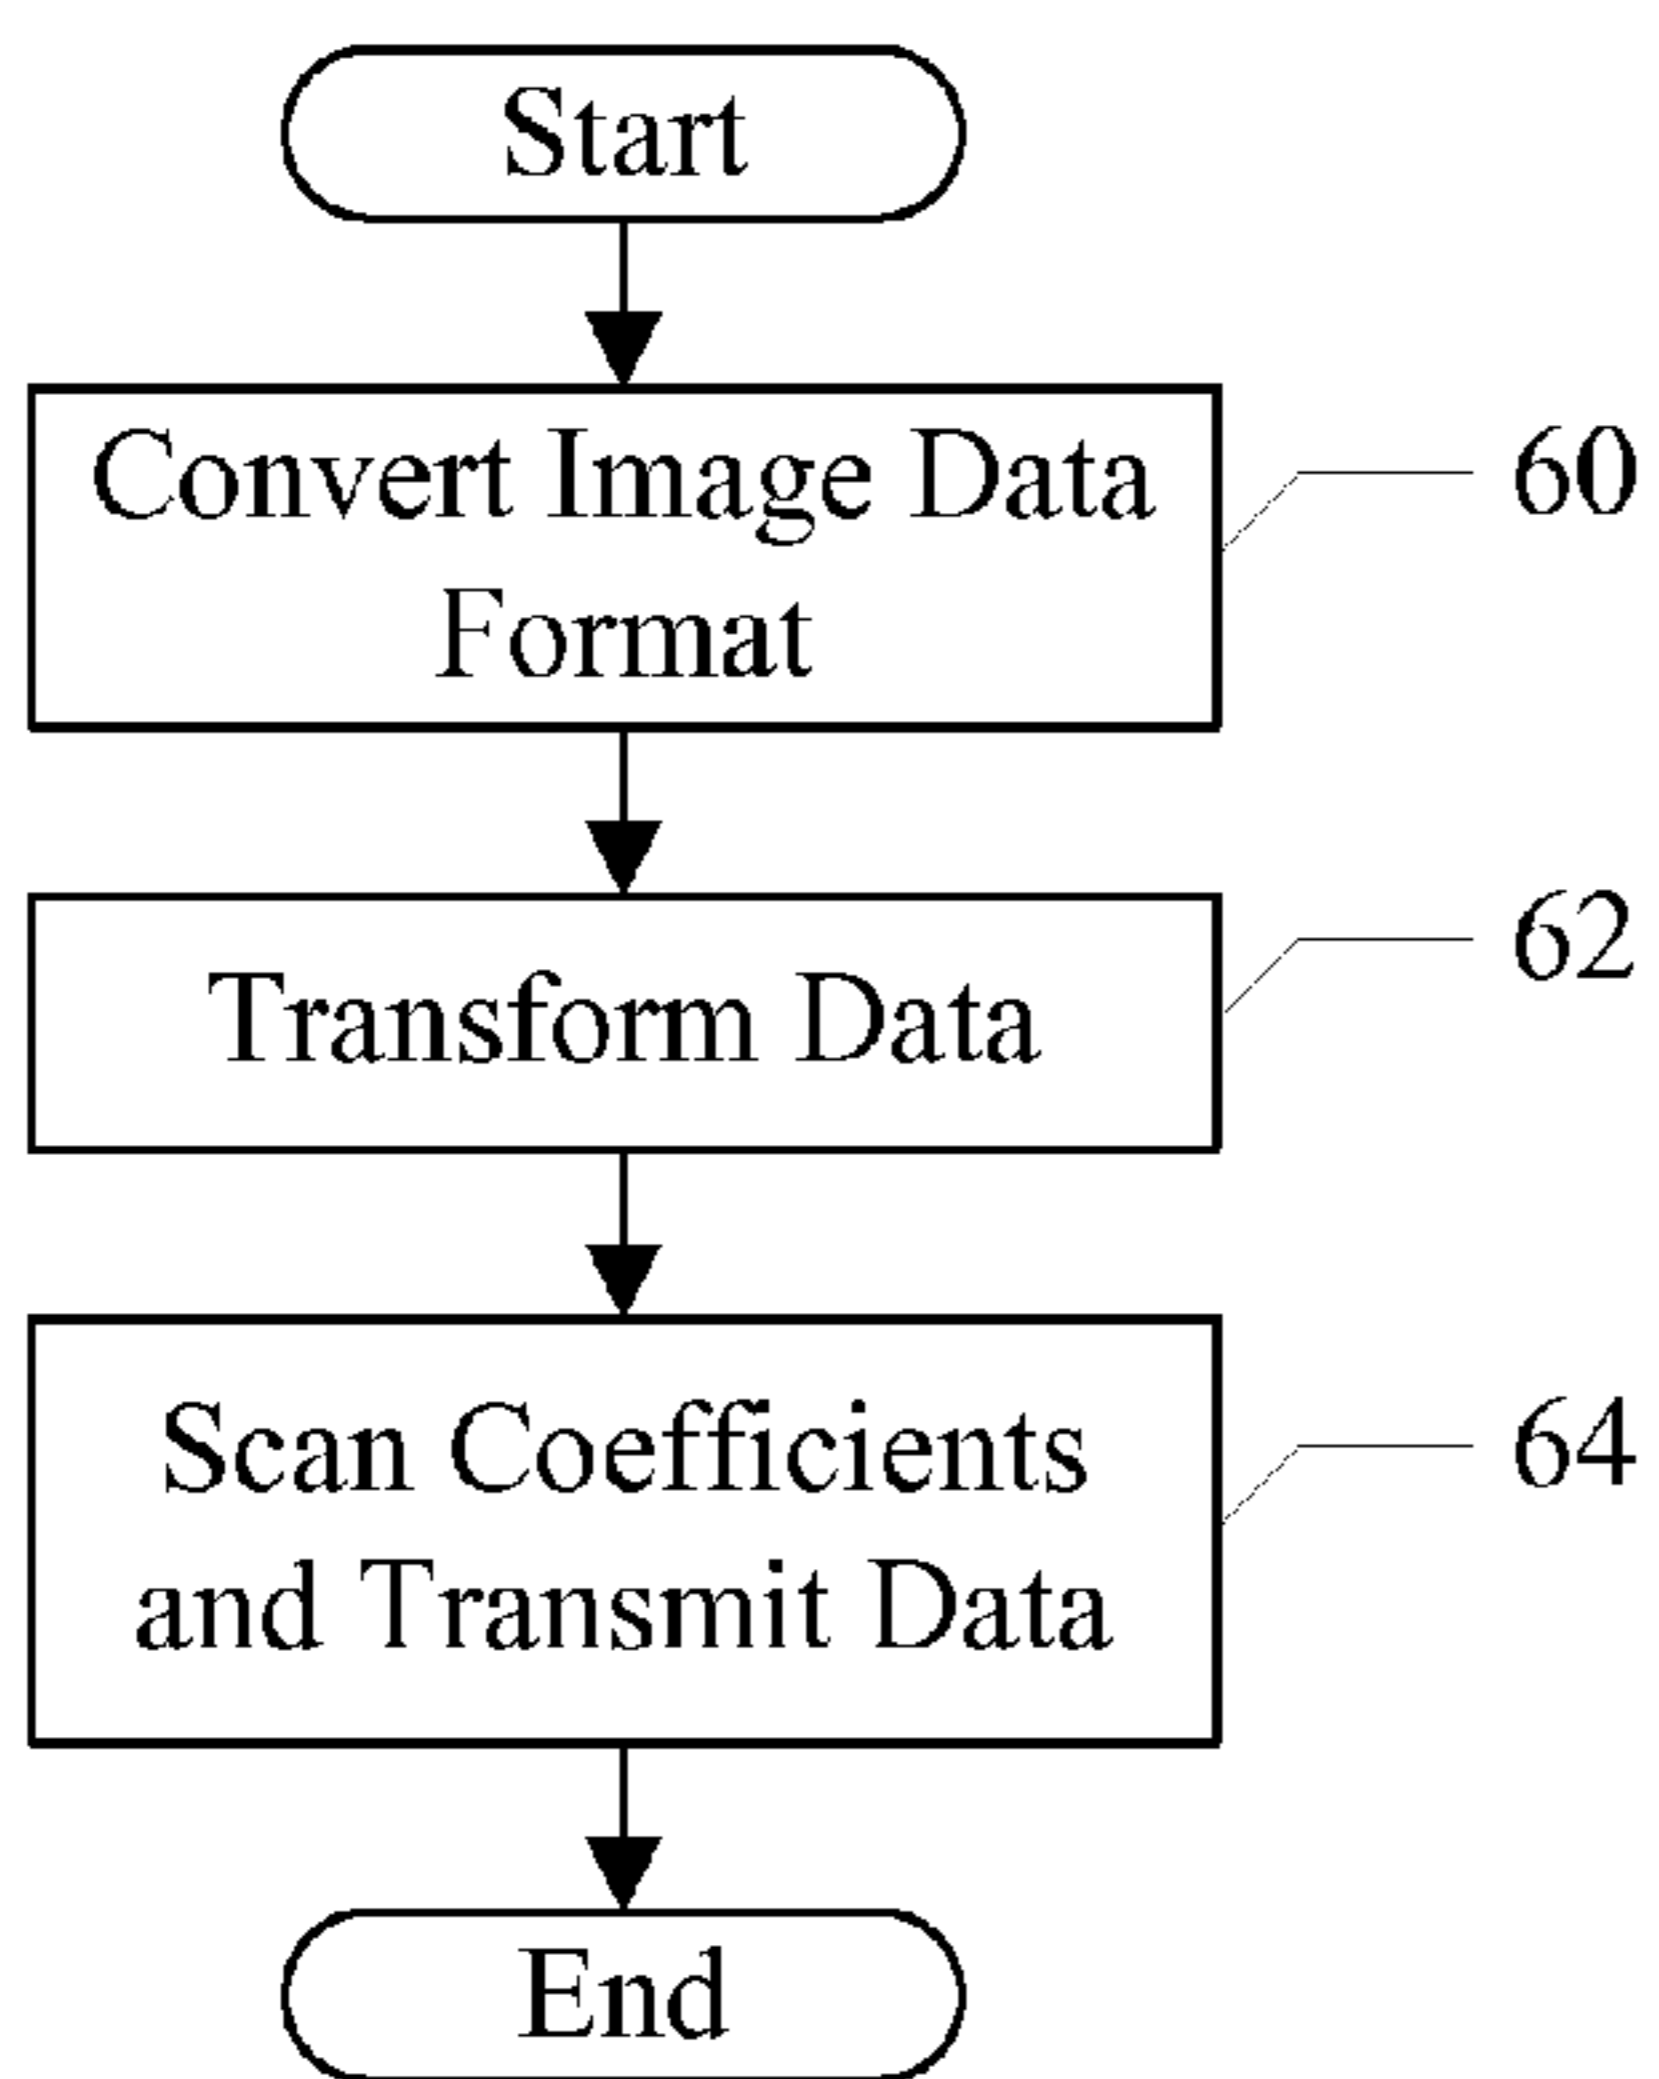 Start
Convert Image Data
Format
60
Transform Data
62
Scan Coefficients
and Transmit Data
64
End